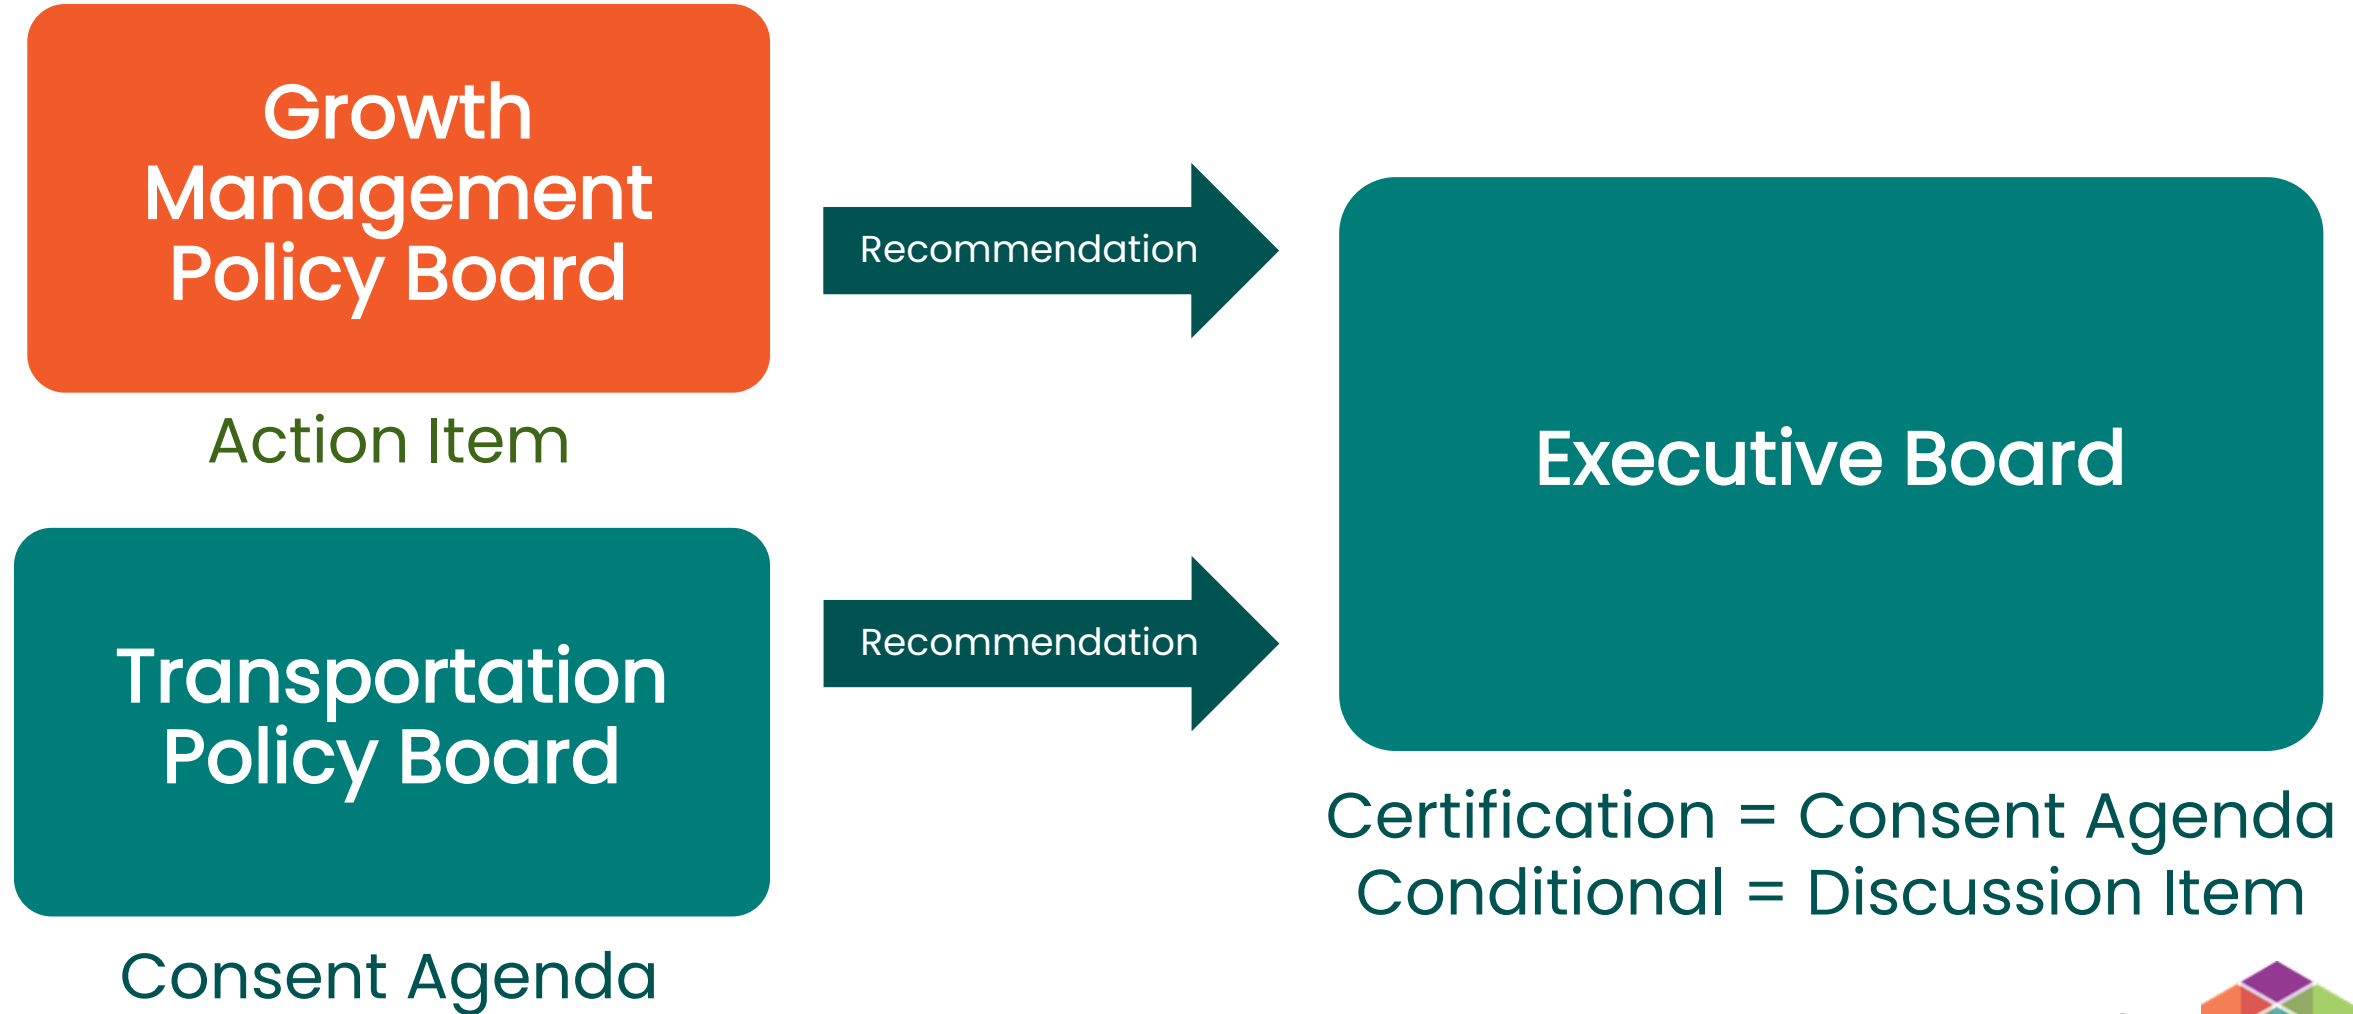 Growth
Management
Policy Board
Action Item
Recommendation
Transportation
Policy Board
Consent Agenda
Recommendation
Executive Board
Certification = Consent Agenda
Conditional = Discussion Item